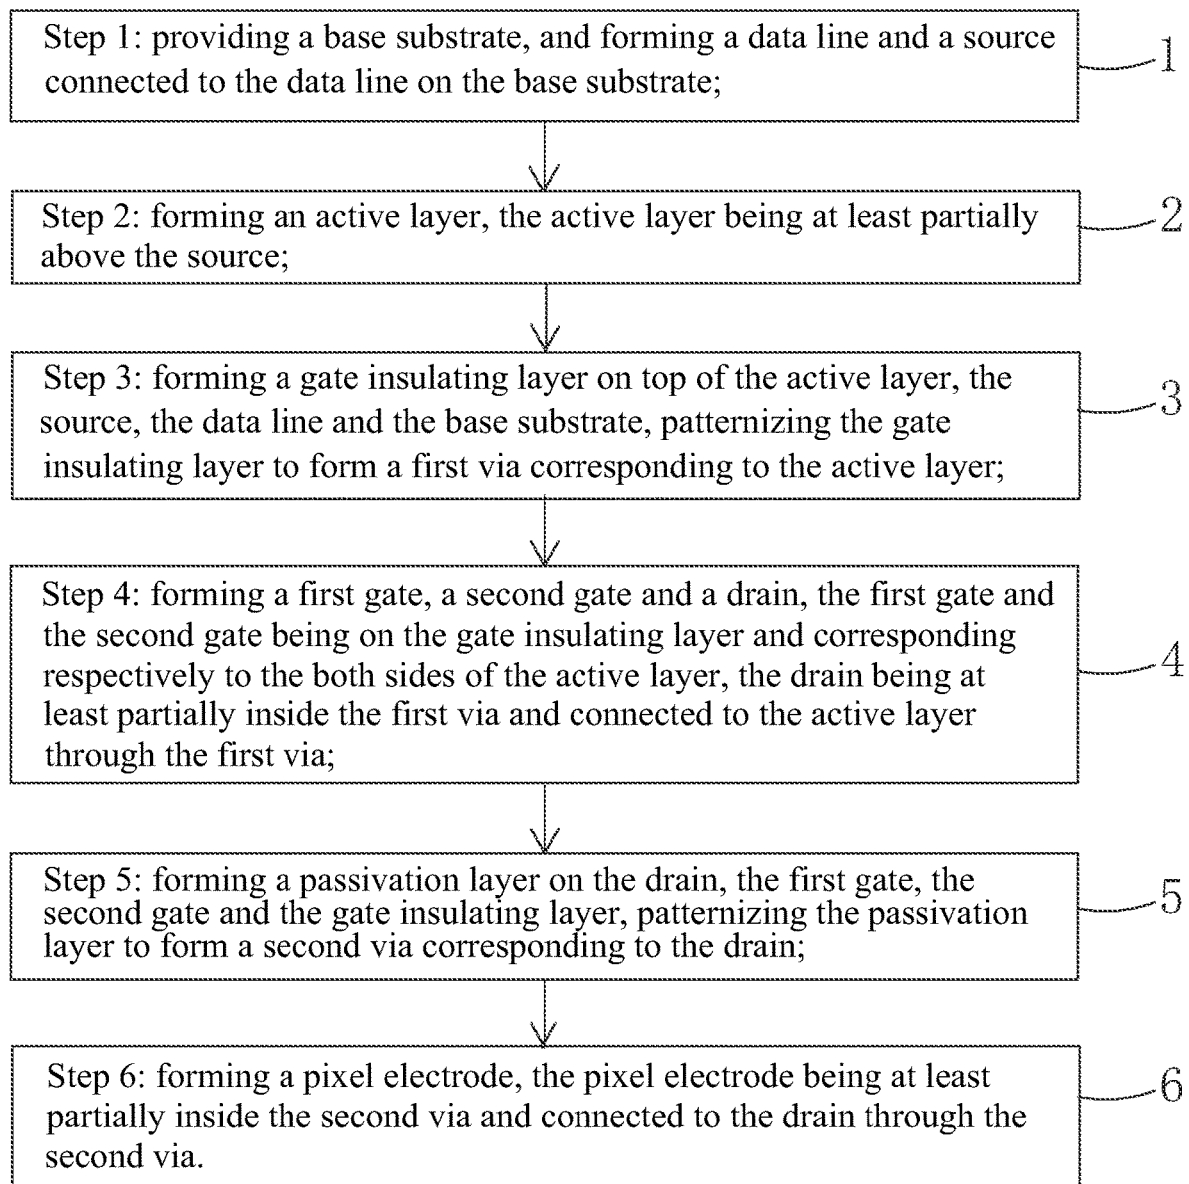 Step 1: providing a base substrate, and forming a data line and a source
connected to the data line on the base substrate;
1
Step 2: forming an active layer, the active layer being at least partially
above the source;
2
Step 3: forming a gate insulating layer on top of the active layer, the
source, the data line and the base substrate, patternizing the gate
insulating layer to form a first via corresponding to the active layer;
3
Step 4: forming a first gate, a second gate and a drain, the first gate and
the second gate being on the gate insulating layer and corresponding
respectively to the both sides of the active layer, the drain being at
least partially inside the first via and connected to the active layer
through the first via;
4
Step 5: forming a passivation layer on the drain, the first gate, the
second gate and the gate insulating layer, patternizing the passivation
layer to form a second via corresponding to the drain;
5
Step 6: forming a pixel electrode, the pixel electrode being at least
partially inside the second via and connected to the drain through the
second via.
6